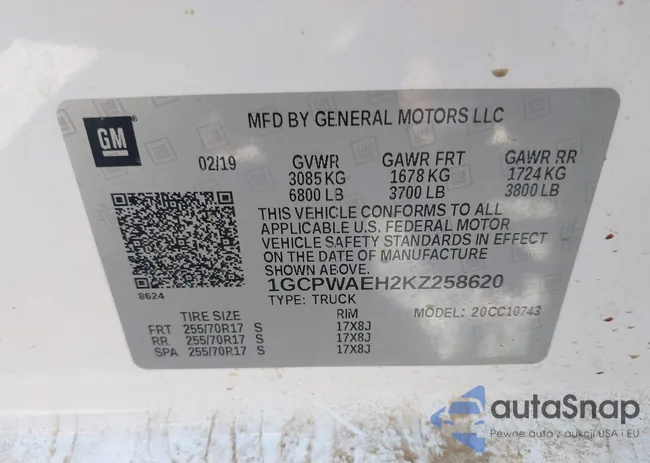 GM
MFD BY GENERAL MOTORS LLC
02/19 GVWR GAWR FRT GAWR RR
3085 KG 1678 KG 1724 KG
6800 LB 3700 LB 3800 LB
THIS VEHICLE CONFORMS TO ALL
APPLICABLE U.S. FEDERAL MOTOR
VEHICLE SAFETY STANDARDS IN EFFECT
ON THE DATE OF MANUFACTURE
SHOWN ABOVE.
8624
1GCPWAEH2KZ258620
TYPE: TRUCK MODEL: 20CC10743
TIRE SIZE RIM
FRT 255/70R17 S 17X8J
RR 255/70R17 S 17X8J
SPA 255/70R17 S 17X8J
autaSnap
Pewne auta z aukcji USA i EU